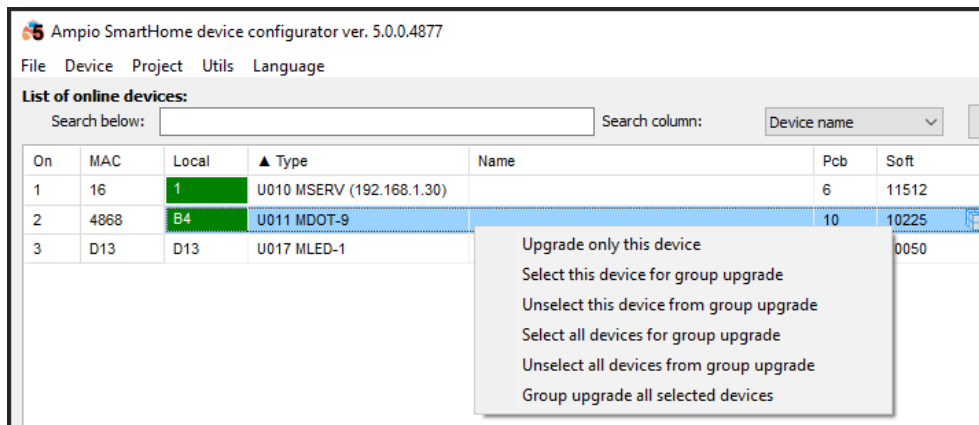 Ampio SmartHome device configurator ver. 5.0.0.4877
File Device Project Utils Language
List of online devices:
Search below: Search column: Device name
On MAC Local ▲ Type Name Pcb Soft
1 16 1 U010 MSERV (192.168.1.30) 6 11512
2 4868 B4 U011 MDOT-9 10 10225
3 D13 D13 U017 MLED-1 0050
Upgrade only this device
Select this device for group upgrade
Unselect this device from group upgrade
Select all devices for group upgrade
Unselect all devices from group upgrade
Group upgrade all selected devices